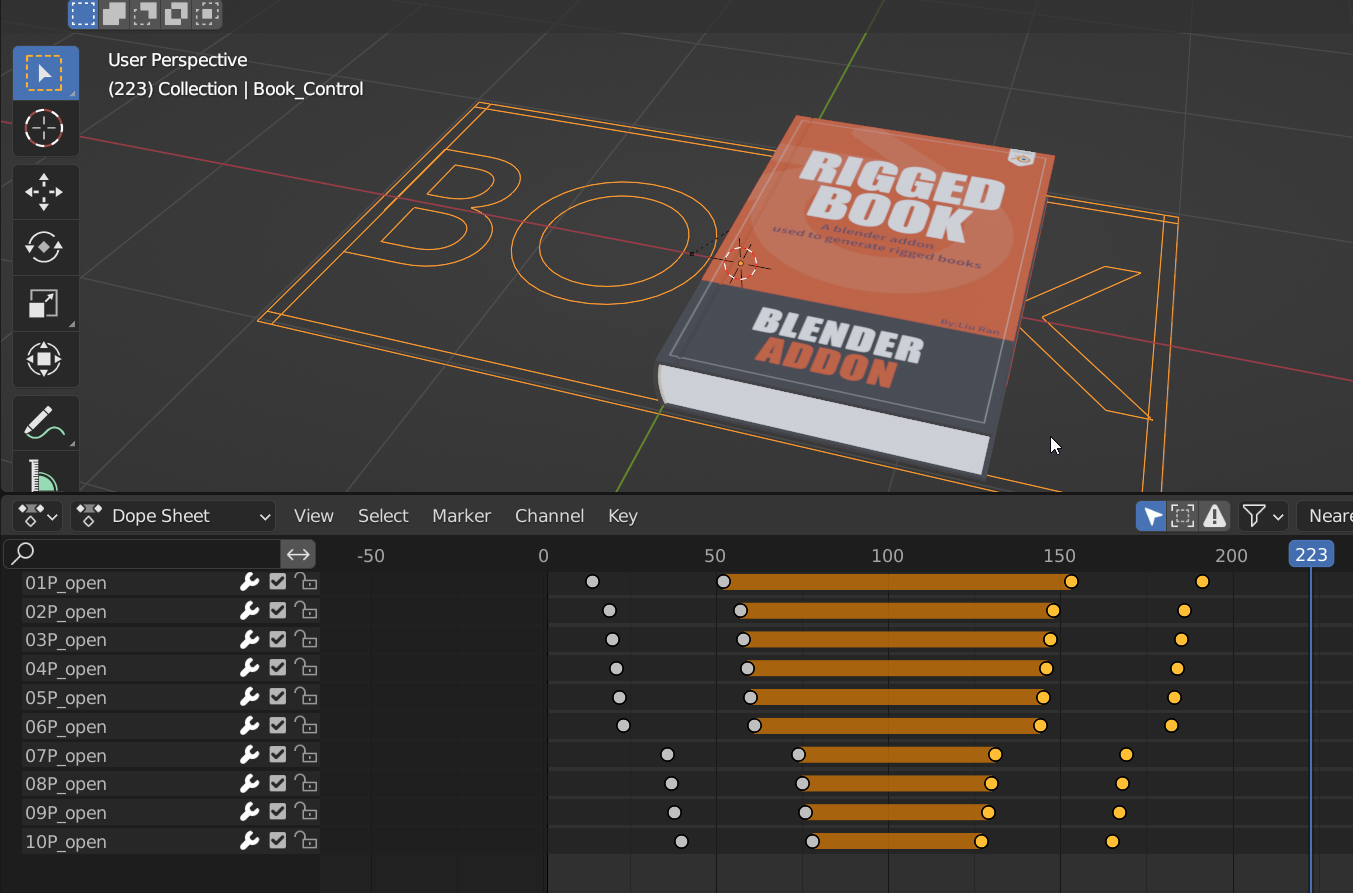 User Perspective
(223) Collection | Book_Control
B O K
RIGGED
BOOK
A blender addon
used to generate rigged books
By:Liu Ran
BLENDER
ADDON
Dope Sheet View Select Marker Channel Key Neare
-50 0 50 100 150 200 223
01P_open
02P_open
03P_open
04P_open
05P_open
06P_open
07P_open
08P_open
09P_open
10P_open